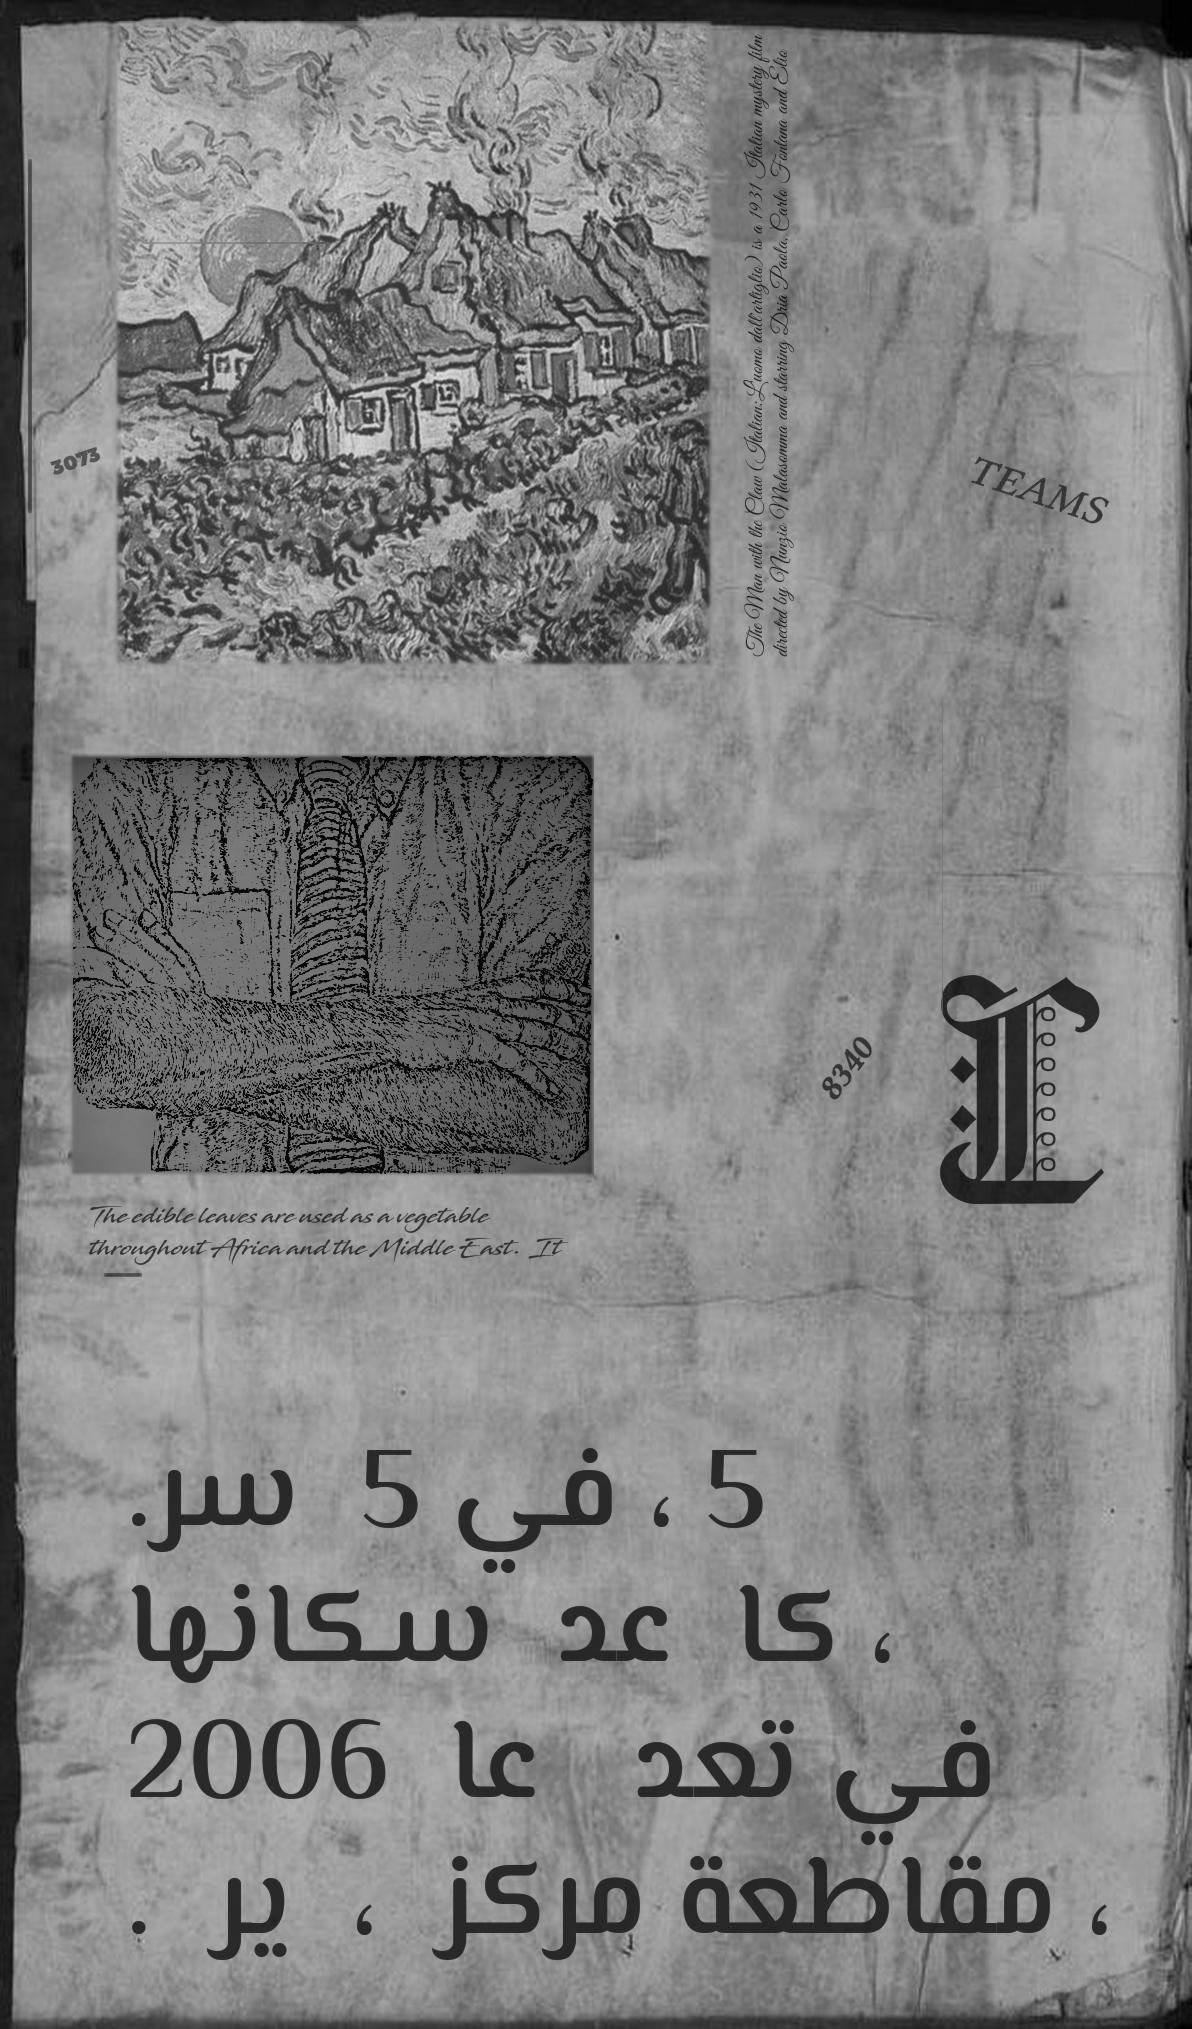 The Man with the Claw (Italian:L'uomo dall'artiglio) is a 1931 Italian mystery film
directed by Nunzio Malasomma and starring Dria Paola, Carlo Fontana and Elio
3073
TEAMS
8340
The edible leaves are used as a vegetable
throughout Africa and the Middle East. It
5 ، في 5 سر.
، كا عد سكانها
في تعد عا 2006
، مقاطعة مركز ، ير .